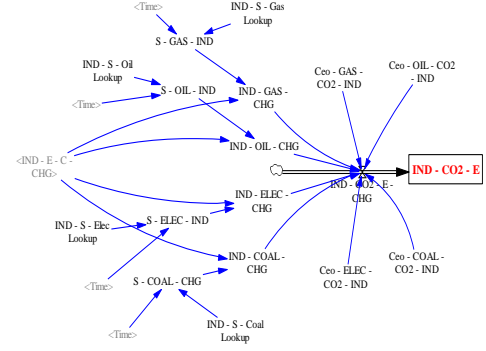 <Time>
IND - S - Gas
Lookup
S - GAS - IND
IND - S - Oil
Lookup
<Time>
S - OIL - IND
IND - GAS -
CHG
Ceo - GAS -
CO2 - IND
Ceo - OIL - CO2
- IND
IND - OIL - CHG
<IND - E - C -
CHG>
IND - CO2 - E
IND - CO2 - E -
CHG
IND - ELEC -
CHG
IND - S - Elec
Lookup
S - ELEC - IND
IND - COAL -
CHG
Ceo - ELEC -
CO2 - IND
Ceo - COAL -
CO2 - IND
<Time>
S - COAL - CHG
<Time>
IND - S - Coal
Lookup